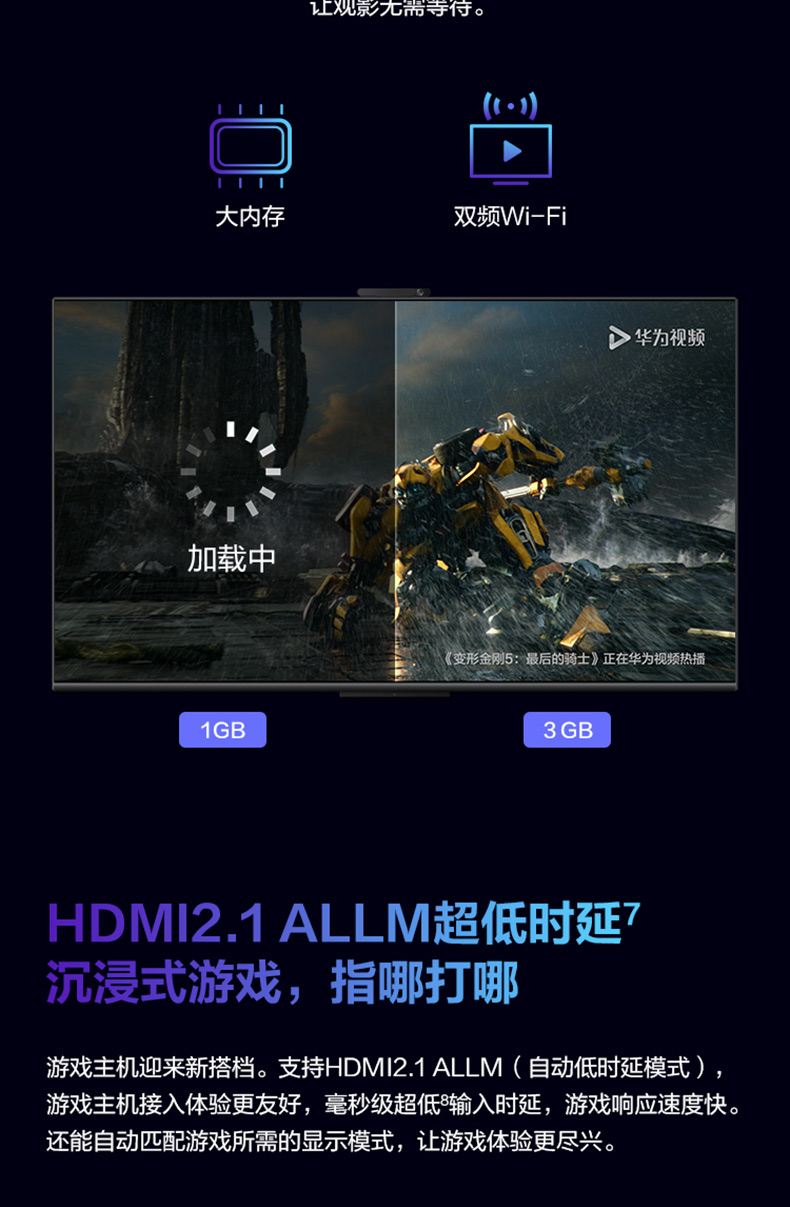 让观影无需等待。
大内存
双频Wi-Fi
华为视频
加载中
《变形金刚5：最后的骑士》正在华为视频热播
1GB
3GB
HDMI2.1 ALLM超低时延7
沉浸式游戏，指哪打哪
游戏主机迎来新搭档。支持HDMI2.1 ALLM（自动低时延模式），
游戏主机接入体验更友好，毫秒级超低8输入时延，游戏响应速度快。
还能自动匹配游戏所需的显示模式，让游戏体验更尽兴。